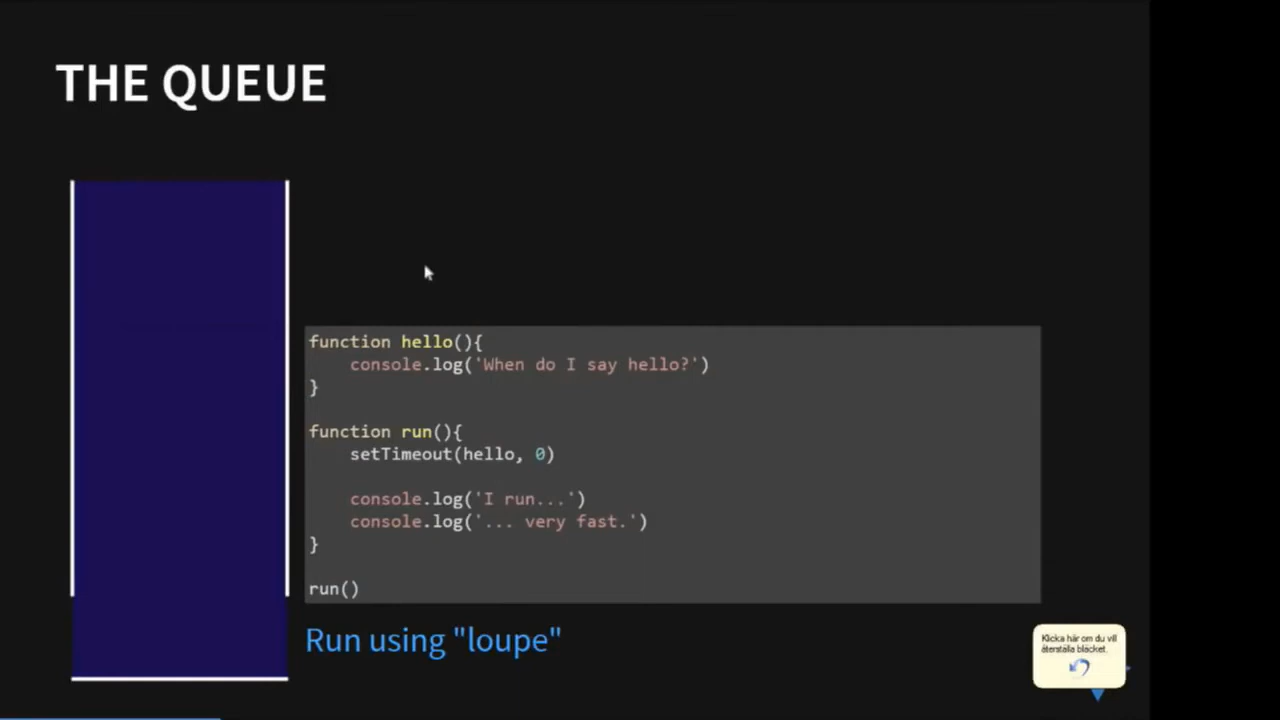 THE QUEUE
function hello(){
    console.log('When do I say hello?')
}
function run(){
    setTimeout(hello, 0)
    console.log('I run...')
    console.log('... very fast.')
}
run()
Run using "loupe"
Klicka här om du vill
återställa bläcket.